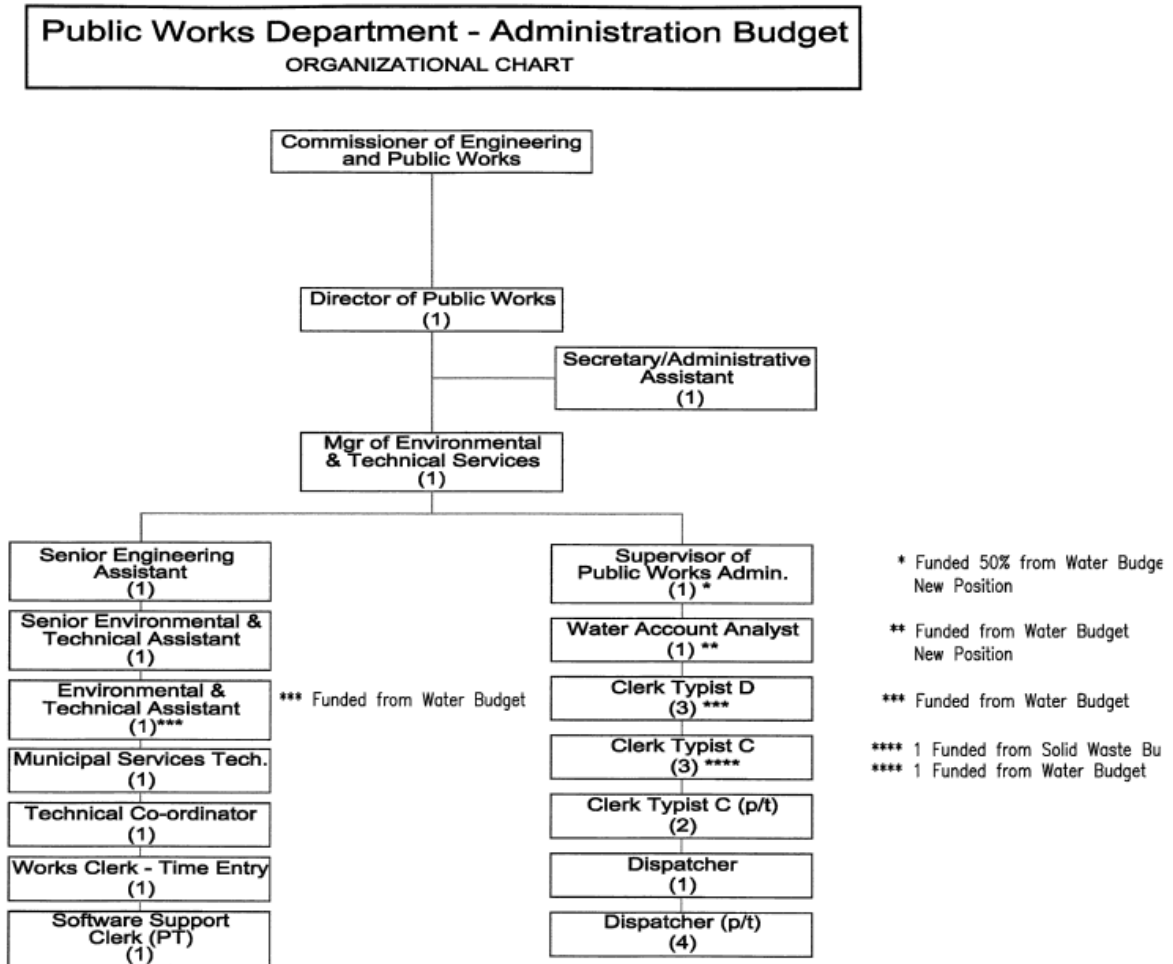 Public Works Department - Administration Budget
ORGANIZATIONAL CHART
Commissioner of Engineering
and Public Works
Director of Public Works
(1)
Secretary/Administrative
Assistant
(1)
Mgr of Environmental
& Technical Services
(1)
Senior Engineering
Assistant
(1)
Senior Environmental &
Technical Assistant
(1)
Environmental &
Technical Assistant
(1)***
*** Funded from Water Budget
Municipal Services Tech.
(1)
Technical Co-ordinator
(1)
Works Clerk - Time Entry
(1)
Software Support
Clerk (PT)
(1)
Supervisor of
Public Works Admin.
(1) *
* Funded 50% from Water Budge
New Position
Water Account Analyst
(1) **
** Funded from Water Budget
New Position
Clerk Typist D
(3) ***
*** Funded from Water Budget
Clerk Typist C
(3) ****
**** 1 Funded from Solid Waste Bu
**** 1 Funded from Water Budget
Clerk Typist C (p/t)
(2)
Dispatcher
(1)
Dispatcher (p/t)
(4)